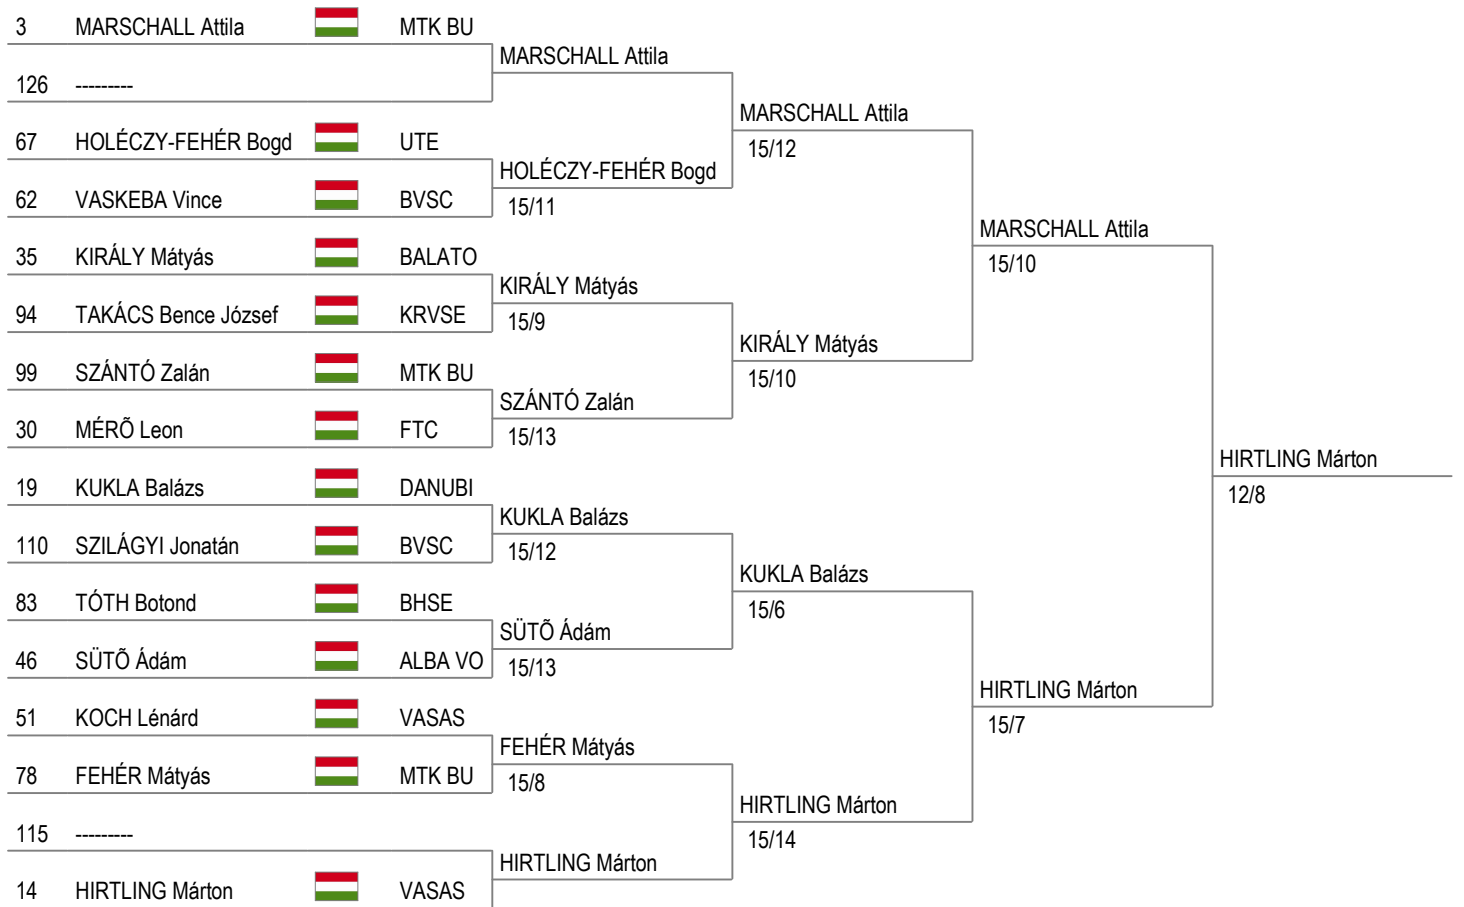 3 MARSCHALL Attila MTK BU
MARSCHALL Attila
126 ---------
MARSCHALL Attila
15/12
67 HOLÉCZY-FEHÉR Bogd UTE
HOLÉCZY-FEHÉR Bogd
15/11
62 VASKEBA Vince BVSC
MARSCHALL Attila
15/10
35 KIRÁLY Mátyás BALATO
KIRÁLY Mátyás
15/9
94 TAKÁCS Bence József KRVSE
KIRÁLY Mátyás
15/10
99 SZÁNTÓ Zalán MTK BU
SZÁNTÓ Zalán
15/13
30 MÉRÕ Leon FTC
HIRTLING Márton
12/8
19 KUKLA Balázs DANUBI
KUKLA Balázs
15/12
110 SZILÁGYI Jonatán BVSC
KUKLA Balázs
15/6
83 TÓTH Botond BHSE
SÜTÕ Ádám
15/13
46 SÜTÕ Ádám ALBA VO
HIRTLING Márton
15/7
51 KOCH Lénárd VASAS
FEHÉR Mátyás
15/8
78 FEHÉR Mátyás MTK BU
HIRTLING Márton
15/14
115 ---------
HIRTLING Márton
14 HIRTLING Márton VASAS